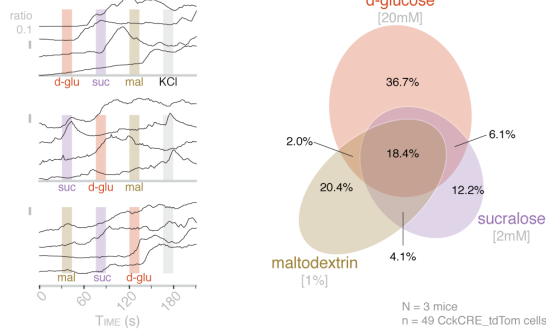 ratio
0.1
d-glu suc mal KCl
suc d-glu mal
mal suc d-glu
0 60 120 180
TIME (s)
d-glucose
[20mM]
36.7%
2.0%
6.1%
18.4%
20.4%
12.2%
4.1%
sucralose
[2mM]
maltodextrin
[1%]
N = 3 mice
n = 49 CckCRE_tdTom cells